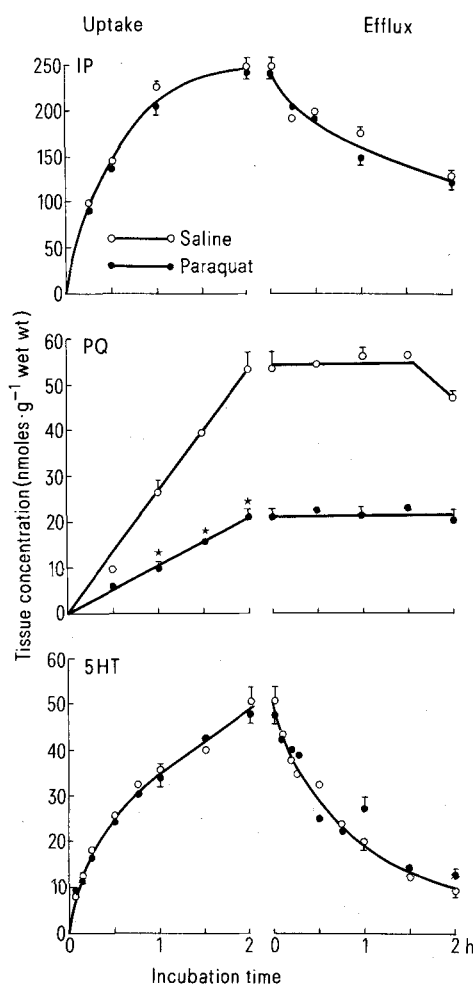 Uptake Efflux
IP
250
200
150
100
50
0
Saline
Paraquat
Tissue concentration (nmoles·g⁻¹ wet wt)
PQ
60
50
40
30
20
10
0
5HT
60
50
40
30
20
10
0
0 1 2 0 1 2 h
Incubation time